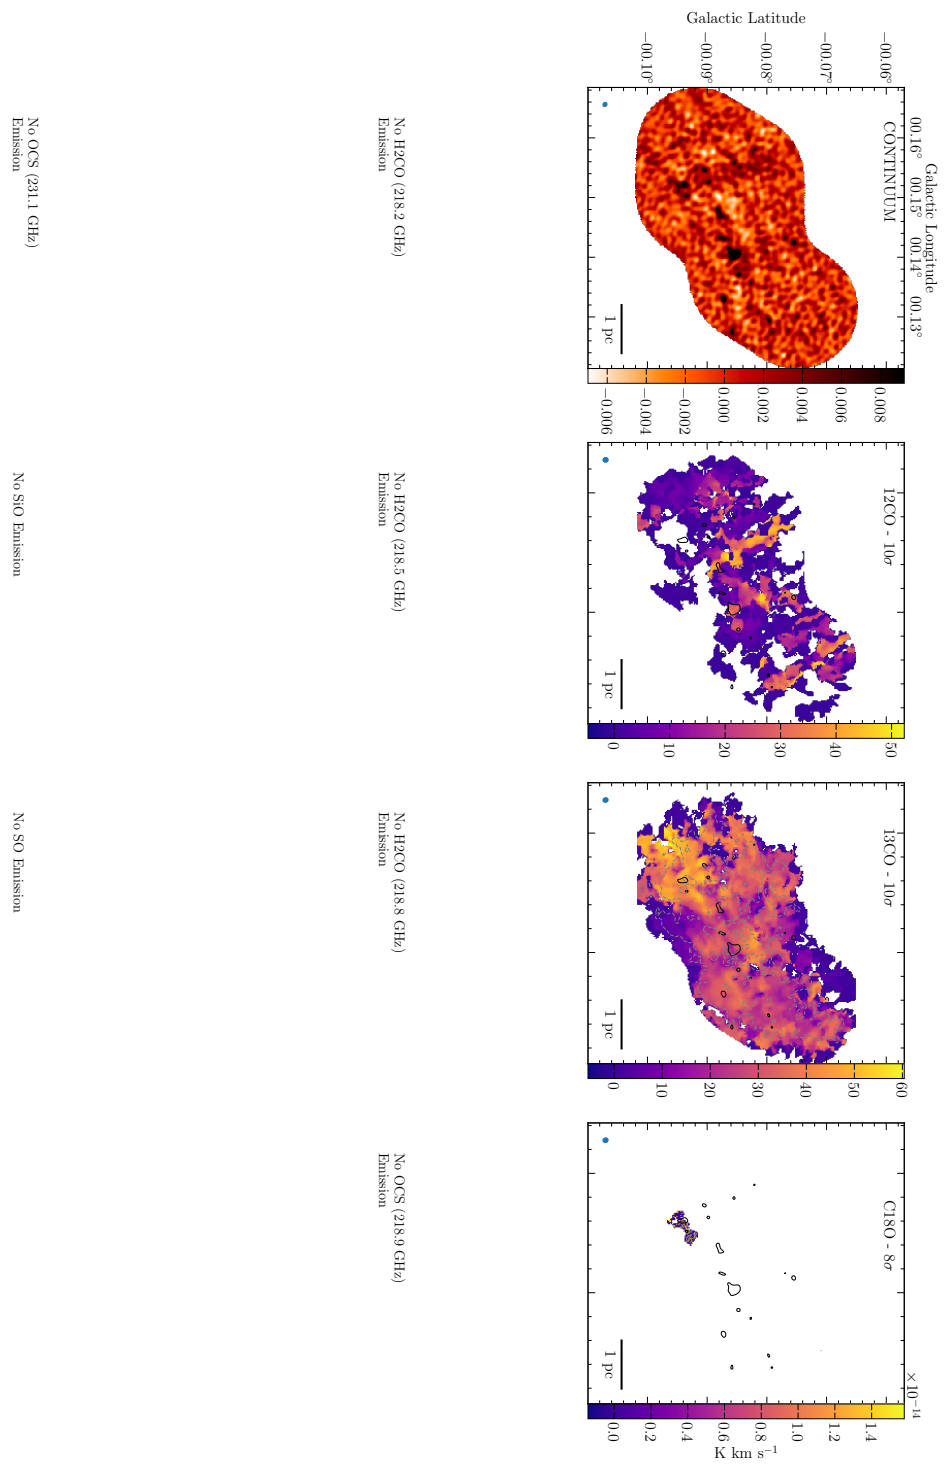 Galactic Longitude
00.16° 00.15° 00.14° 00.13°
CONTINUUM
Galactic Latitude
−00.06°
−00.07°
−00.08°
−00.09°
−00.10°
1 pc
0.008
0.006
0.004
0.002
0.000
−0.002
−0.004
−0.006
12CO - 10σ
1 pc
50
40
30
20
10
0
13CO - 10σ
1 pc
60
50
40
30
20
10
0
×10⁻¹⁴
C18O - 8σ
1 pc
1.4
1.2
1.0
0.8
0.6
0.4
0.2
0.0
K km s⁻¹
No H2CO (218.2 GHz)
Emission
No H2CO (218.5 GHz)
Emission
No H2CO (218.8 GHz)
Emission
No OCS (218.9 GHz)
Emission
No OCS (231.1 GHz)
Emission
No SiO Emission
No SO Emission